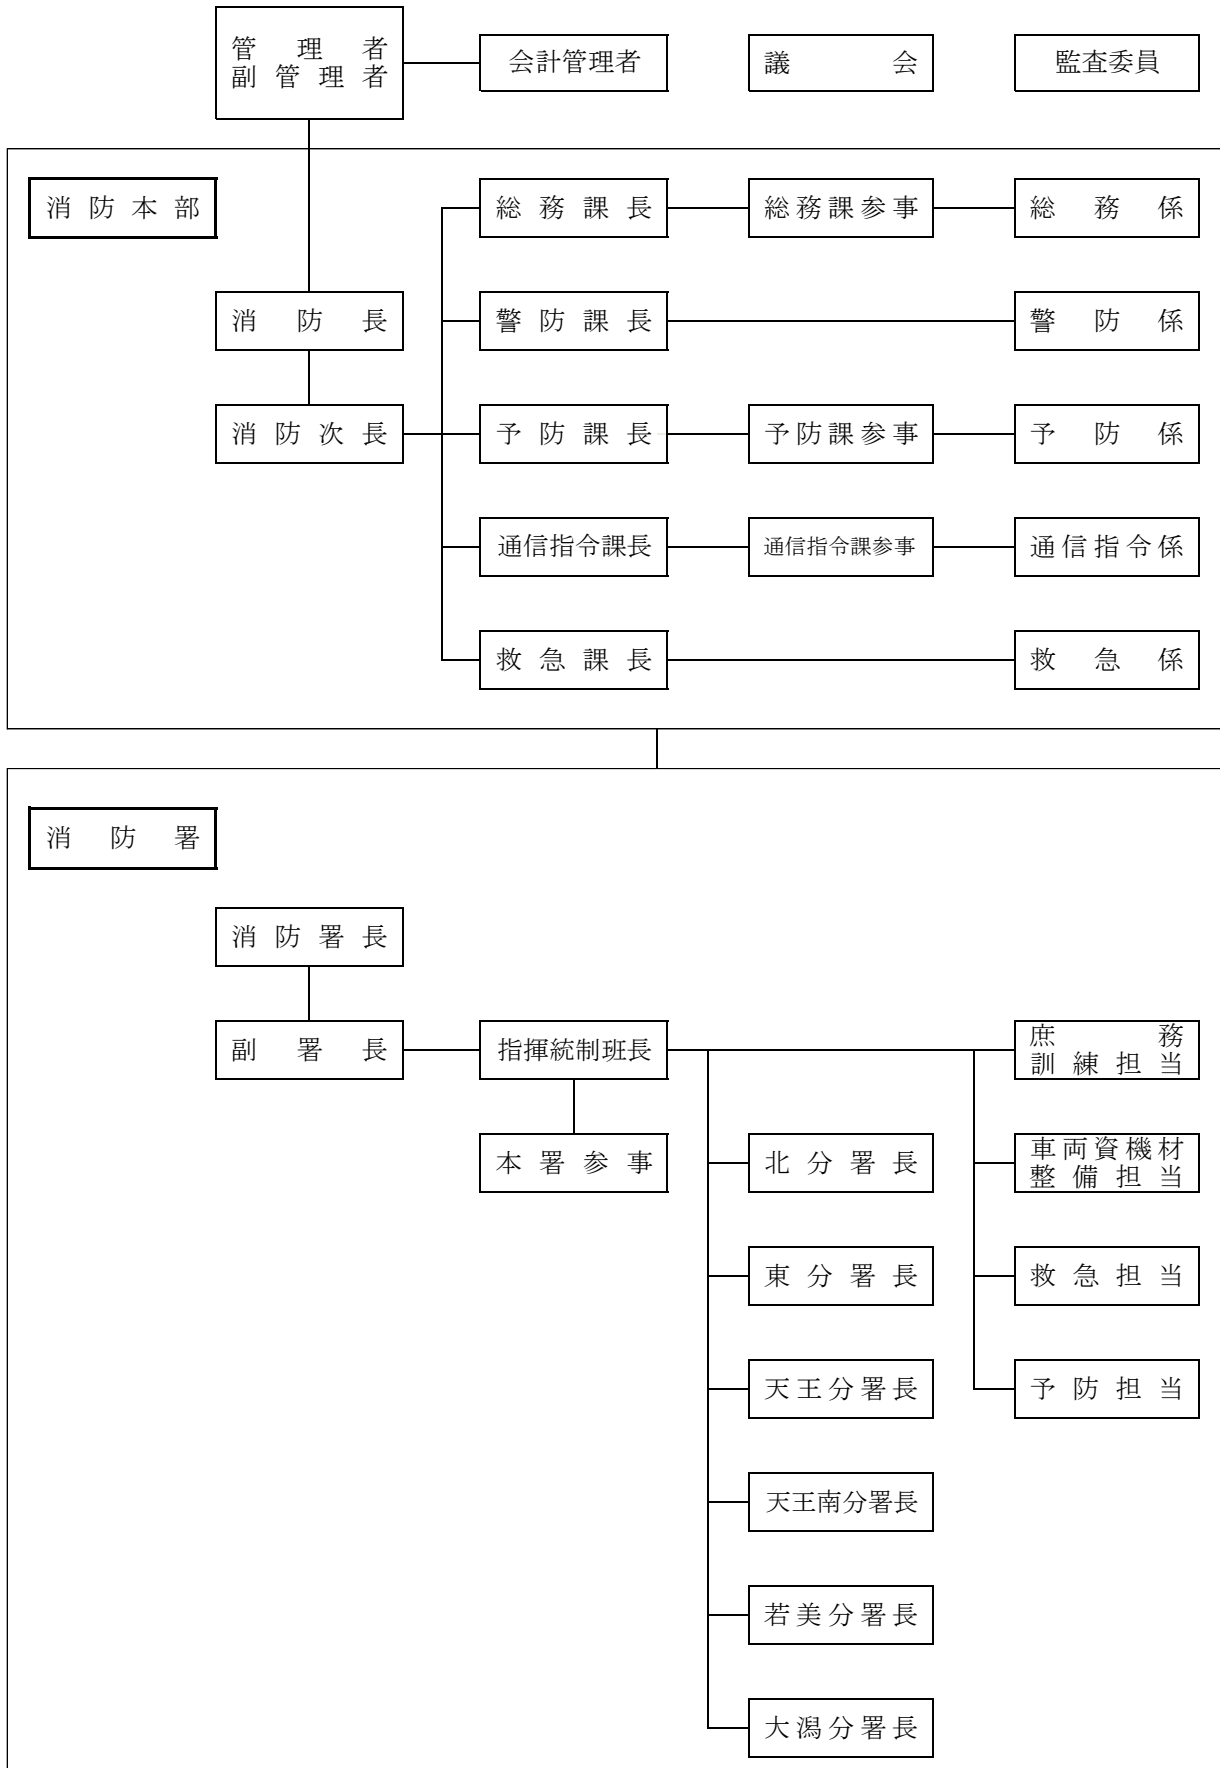 管理者
副管理者
会計管理者
議会
監査委員
消防本部
総務課長
総務課参事
総務係
消防長
警防課長
警防係
消防次長
予防課長
予防課参事
予防係
通信指令課長
通信指令課参事
通信指令係
救急課長
救急係
消防署
消防署長
副署長
指揮統制班長
庶務
訓練担当
本署参事
北分署長
車両資機材
整備担当
東分署長
救急担当
天王分署長
予防担当
天王南分署長
若美分署長
大潟分署長